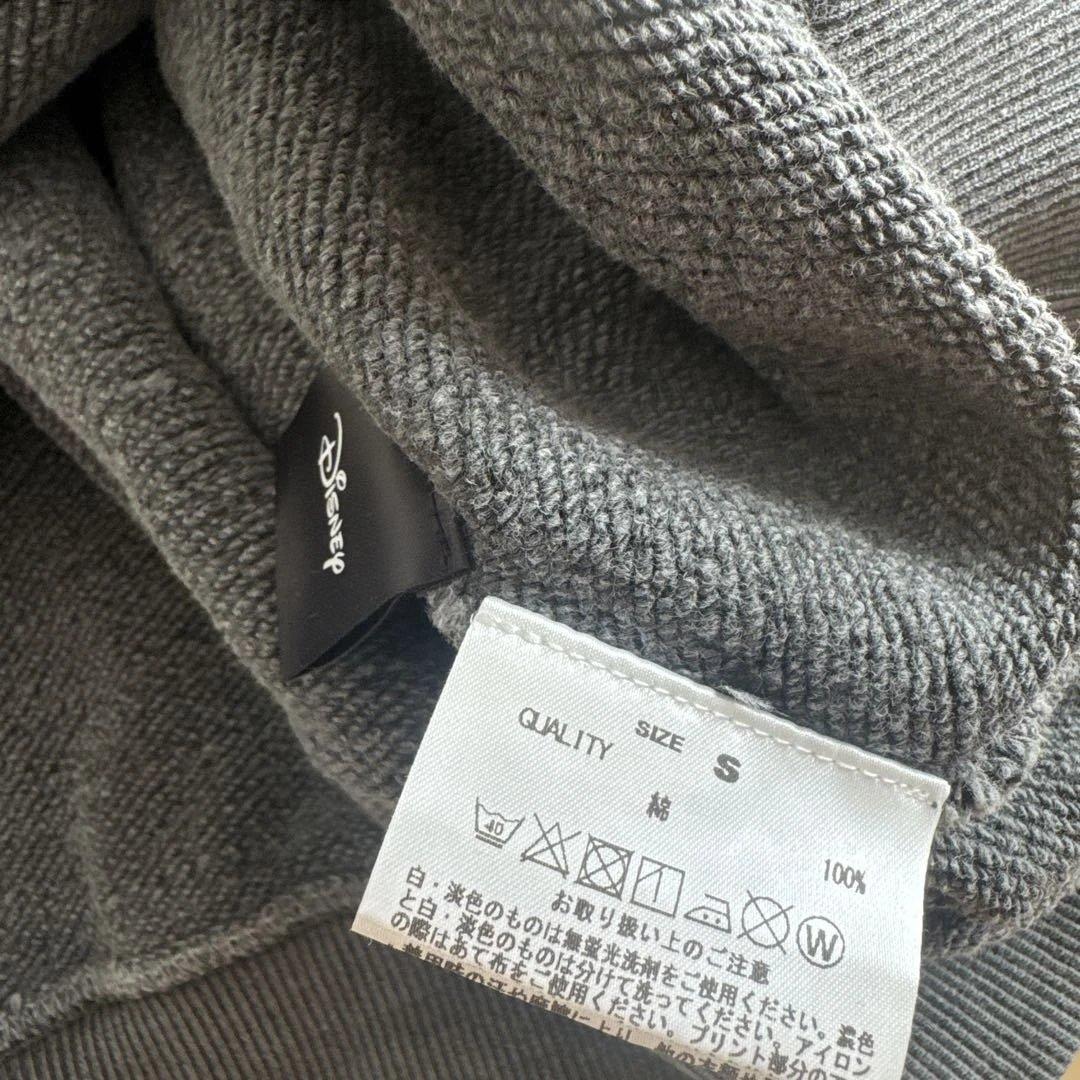 Disney
SIZE S
QUALITY
綿 100%
40
W
お取り扱い上のご注意
白・淡色のものは無蛍光洗剤をご使用ください。濃色
と白・淡色のものは分けて洗ってください。アイロン
の際はあて布をご使用ください。プリント部分の